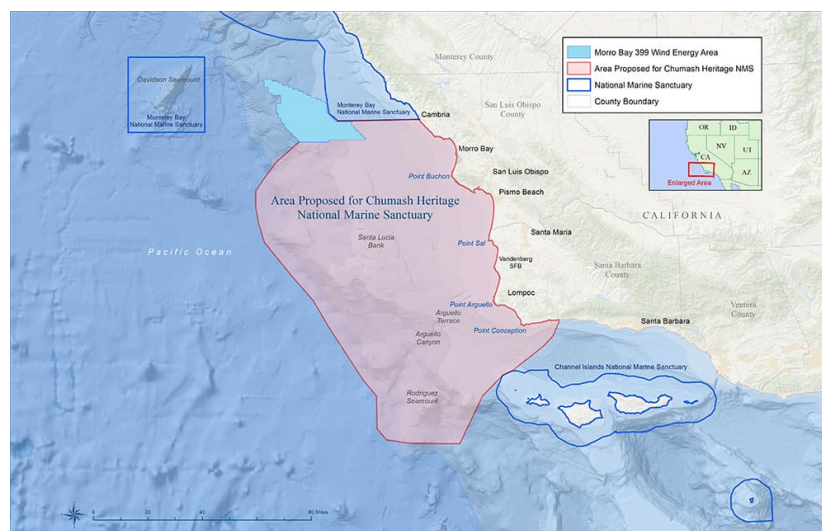 Monterey County
Morro Bay 399 Wind Energy Area
Area Proposed for Chumash Heritage NMS
National Marine Sanctuary
County Boundary
Davidson Seamount
Monterey Bay
National Marine Sanctuary
Monterey Bay
National Marine Sanctuary
Cambria
San Luis Obispo
County
OR
ID
NV
UT
CA
AZ
Enlarged Area
Morro Bay
San Luis Obispo
Point Buchon
Pismo Beach
Area Proposed for Chumash Heritage
National Marine Sanctuary
CALIFORNIA
Santa Lucia
Bank
Point Sal
Santa Maria
Pacific Ocean
Vandenberg
SFB
Santa Barbara
County
Lompoc
Point Arguello
Arguello
Terrace
Point Conception
Arguello
Canyon
Santa Barbara
Ventura
County
Channel Islands National Marine Sanctuary
Rodriguez
Seamount
0
20
40
80 Miles